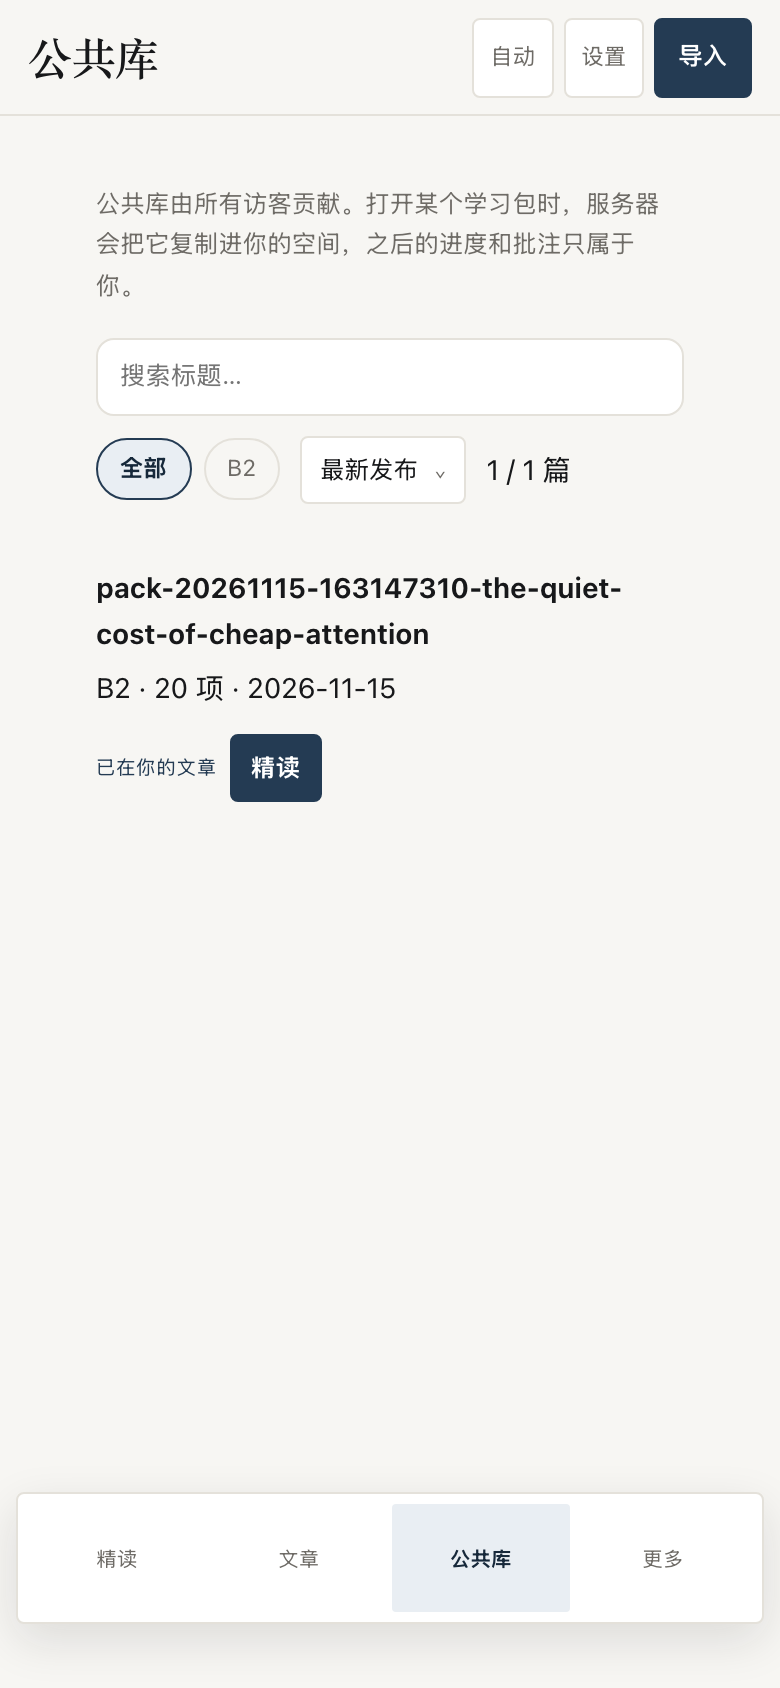 公共库
自动
设置
导入
公共库由所有访客贡献。打开某个学习包时，服务器
会把它复制进你的空间，之后的进度和批注只属于
你。
搜索标题...
全部
B2
最新发布
1 / 1 篇
pack-20261115-163147310-the-quiet-
cost-of-cheap-attention
B2 · 20 项 · 2026-11-15
已在你的文章
精读
精读
文章
公共库
更多